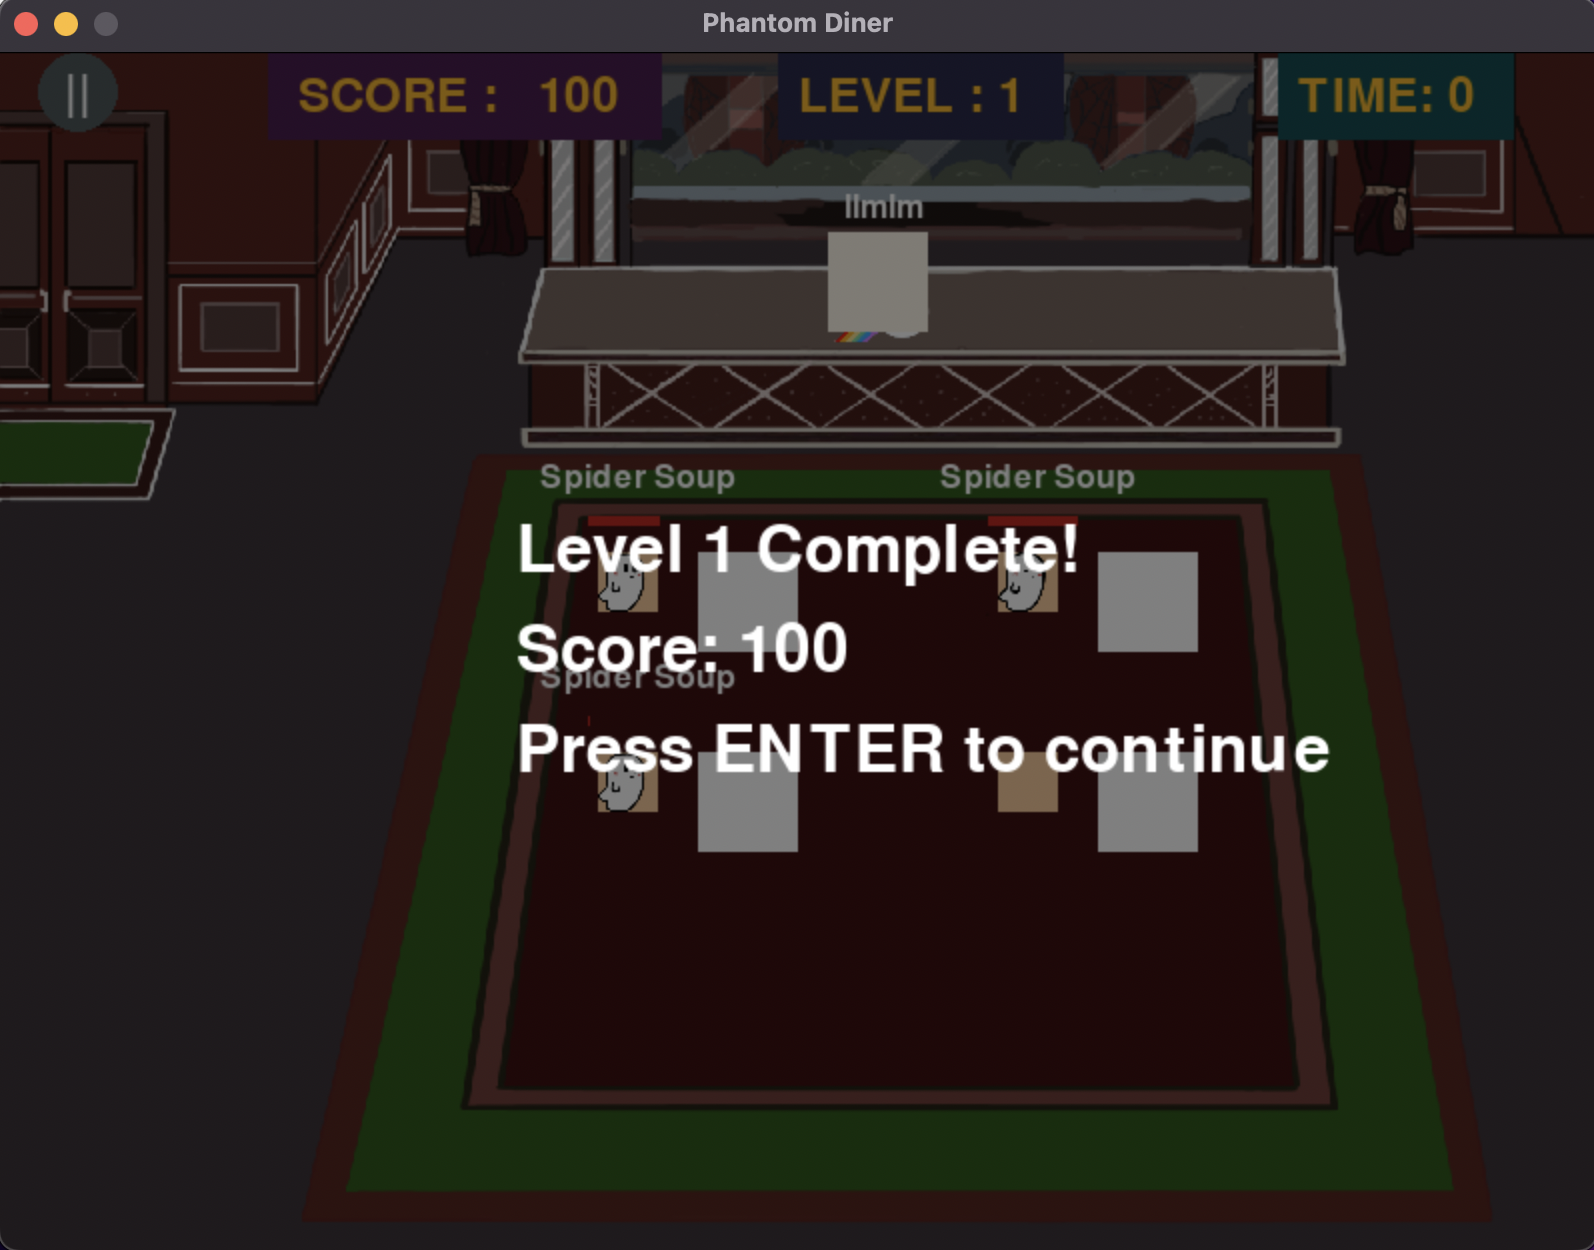 Phantom Diner
SCORE : 100
LEVEL : 1
TIME: 0
Spider Soup
Spider Soup
Level 1 Complete!
Score: 100
Spider Soup
Press ENTER to continue